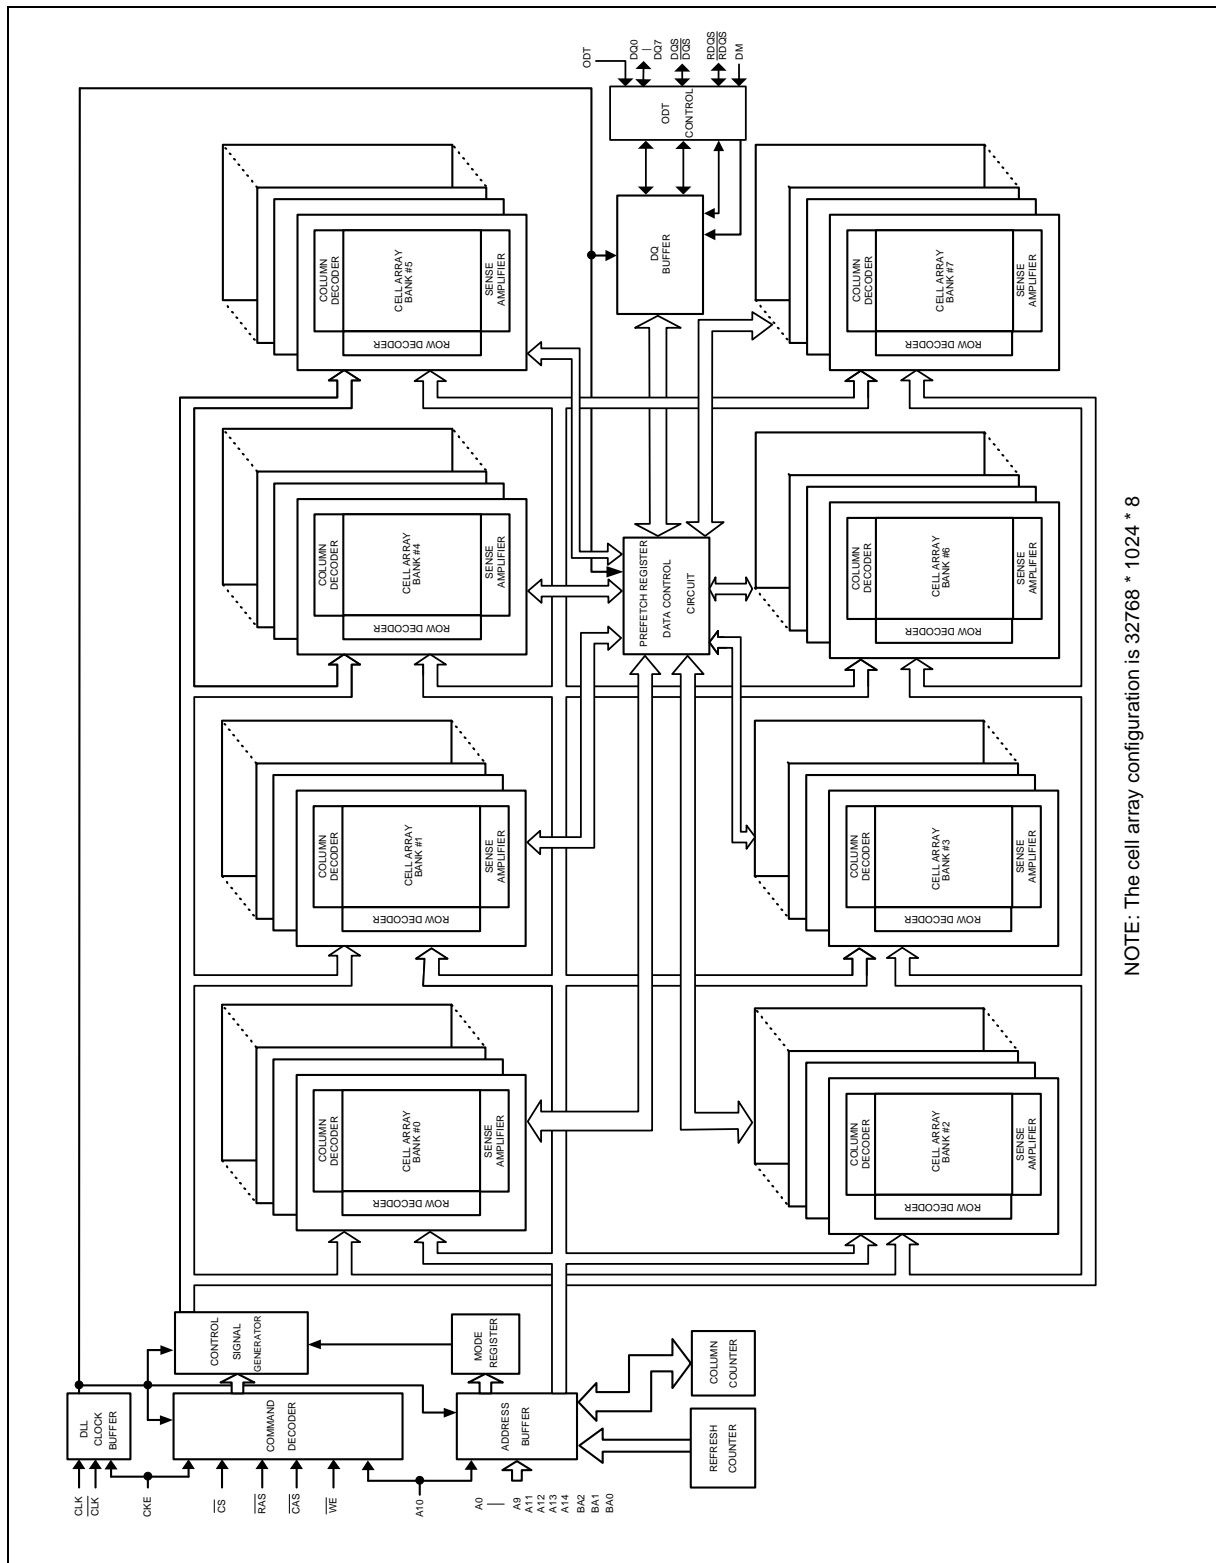 CLK
CLK
CKE
CS
RAS
CAS
WE
A10
A0
A9
A11
A12
A13
A14
BA2
BA1
BA0
DLL
CLOCK
BUFFER
COMMAND
DECODER
ADDRESS
BUFFER
REFRESH
COUNTER
COLUMN
COUNTER
CONTROL
SIGNAL
GENERATOR
MODE
REGISTER
COLUMN
DECODER
CELL ARRAY
BANK #0
SENSE
AMPLIFIER
ROW DECODER
COLUMN
DECODER
CELL ARRAY
BANK #2
SENSE
AMPLIFIER
ROW DECODER
COLUMN
DECODER
CELL ARRAY
BANK #1
SENSE
AMPLIFIER
ROW DECODER
COLUMN
DECODER
CELL ARRAY
BANK #3
SENSE
AMPLIFIER
ROW DECODER
COLUMN
DECODER
CELL ARRAY
BANK #4
SENSE
AMPLIFIER
ROW DECODER
COLUMN
DECODER
CELL ARRAY
BANK #6
SENSE
AMPLIFIER
ROW DECODER
COLUMN
DECODER
CELL ARRAY
BANK #5
SENSE
AMPLIFIER
ROW DECODER
COLUMN
DECODER
CELL ARRAY
BANK #7
SENSE
AMPLIFIER
ROW DECODER
PREFETCH REGISTER
DATA CONTROL
CIRCUIT
DQ
BUFFER
ODT
CONTROL
ODT
DQ0
DQ7
DQS
DQS
RDQS
RDQS
DM
NOTE: The cell array configuration is 32768 * 1024 * 8